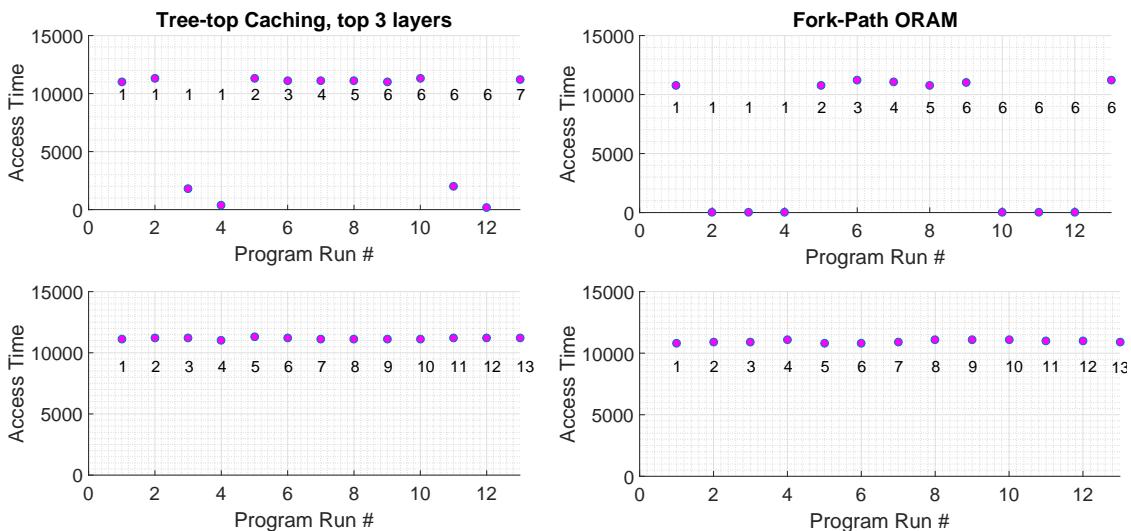 Tree-top Caching, top 3 layers
15000
10000
5000
0
Access Time
1 1 1 1 2 3 4 5 6 6 6 6 7
0 2 4 6 8 10 12
Program Run #
Fork-Path ORAM
15000
10000
5000
0
Access Time
1 1 1 1 2 3 4 5 6 6 6 6 6
0 2 4 6 8 10 12
Program Run #
15000
10000
5000
0
Access Time
1 2 3 4 5 6 7 8 9 10 11 12 13
0 2 4 6 8 10 12
Program Run #
15000
10000
5000
0
Access Time
1 2 3 4 5 6 7 8 9 10 11 12 13
0 2 4 6 8 10 12
Program Run #